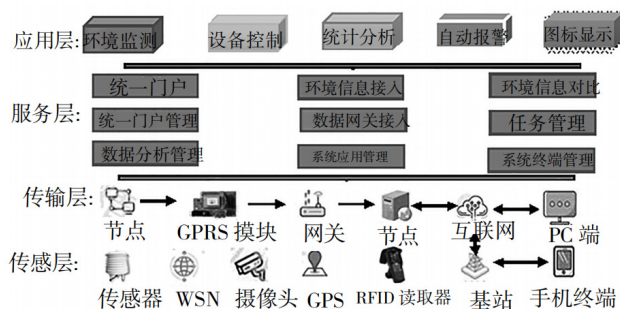 应用层: 环境监测 设备控制 统计分析 自动报警 图标显示
统一门户 环境信息接入 环境信息对比
服务层: 统一门户管理 数据网关接入 任务管理
数据分析管理 系统应用管理 系统终端管理
传输层: 节点 GPRS 摸块 网关 节点 互联网 PC 端
传感层: 传感器 WSN 摄像头 GPS RFID 读取器 基站 手机终端